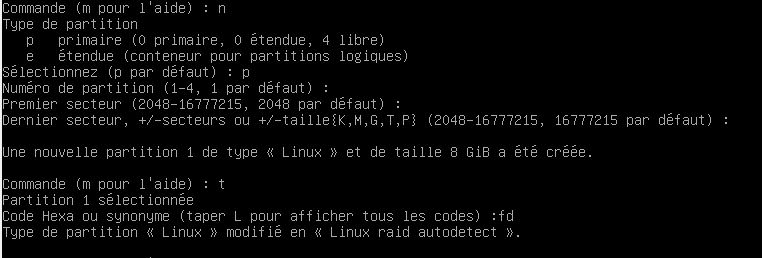 Commande (m pour l'aide) : n
Type de partition
p primaire (0 primaire, 0 étendue, 4 libre)
e étendue (conteneur pour partitions logiques)
Sélectionnez (p par défaut) : p
Numéro de partition (1-4, 1 par défaut) :
Premier secteur (2048-16777215, 2048 par défaut) :
Dernier secteur, +/-secteurs ou +/-taille{K,M,G,T,P} (2048-16777215, 16777215 par défaut) :
Une nouvelle partition 1 de type « Linux » et de taille 8 GiB a été créée.
Commande (m pour l'aide) : t
Partition 1 sélectionnée
Code Hexa ou synonyme (taper L pour afficher tous les codes) :fd
Type de partition « Linux » modifié en « Linux raid autodetect ».